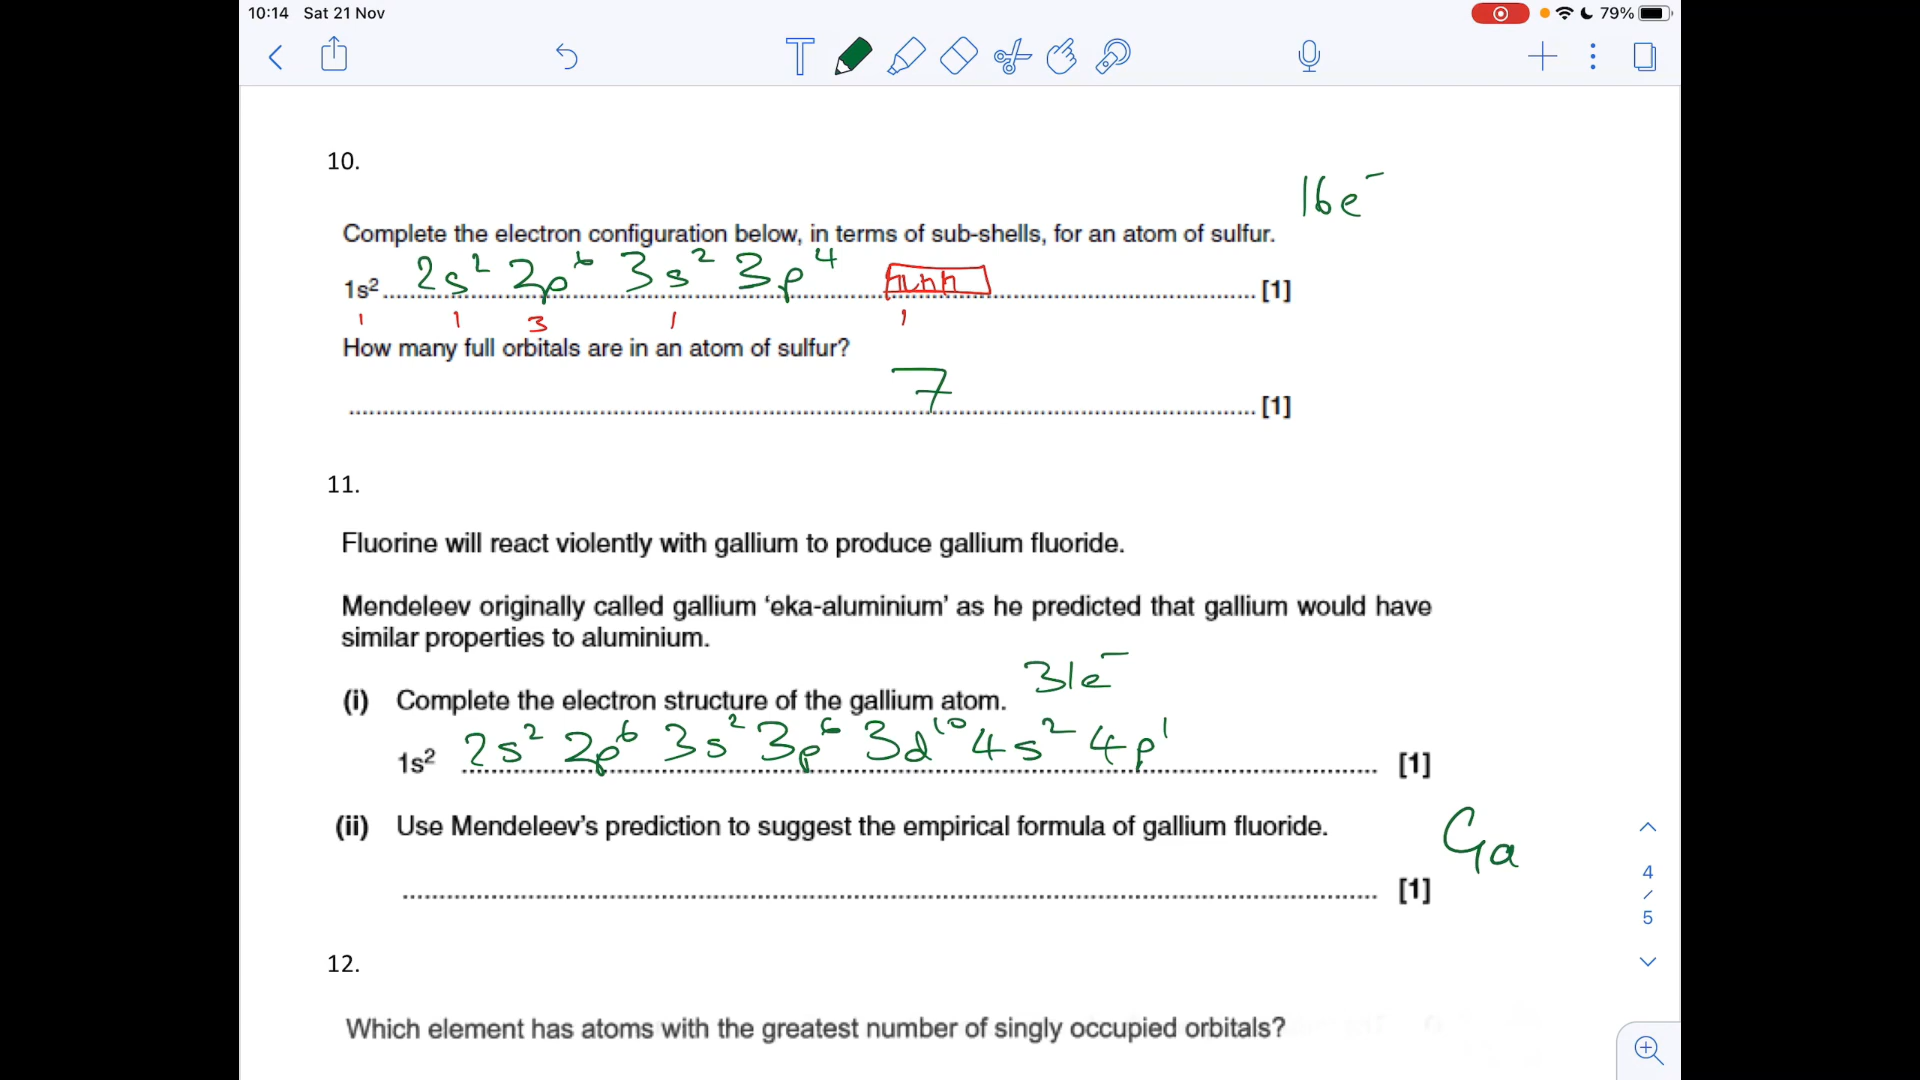 10:14 Sat 21 Nov 79%
T
10.
16e⁻
Complete the electron configuration below, in terms of sub-shells, for an atom of sulfur.
1s² 2s² 2p⁶ 3s² 3p⁴ [1]
1 1 3 1 1
How many full orbitals are in an atom of sulfur?
7 [1]
11.
Fluorine will react violently with gallium to produce gallium fluoride.
Mendeleev originally called gallium ‘eka-aluminium’ as he predicted that gallium would have
similar properties to aluminium.
31e⁻
(i) Complete the electron structure of the gallium atom.
1s² 2s² 2p⁶ 3s² 3p⁶ 3d¹⁰ 4s² 4p¹ [1]
(ii) Use Mendeleev’s prediction to suggest the empirical formula of gallium fluoride.
Ga
[1]
4
/
5
12.
Which element has atoms with the greatest number of singly occupied orbitals?